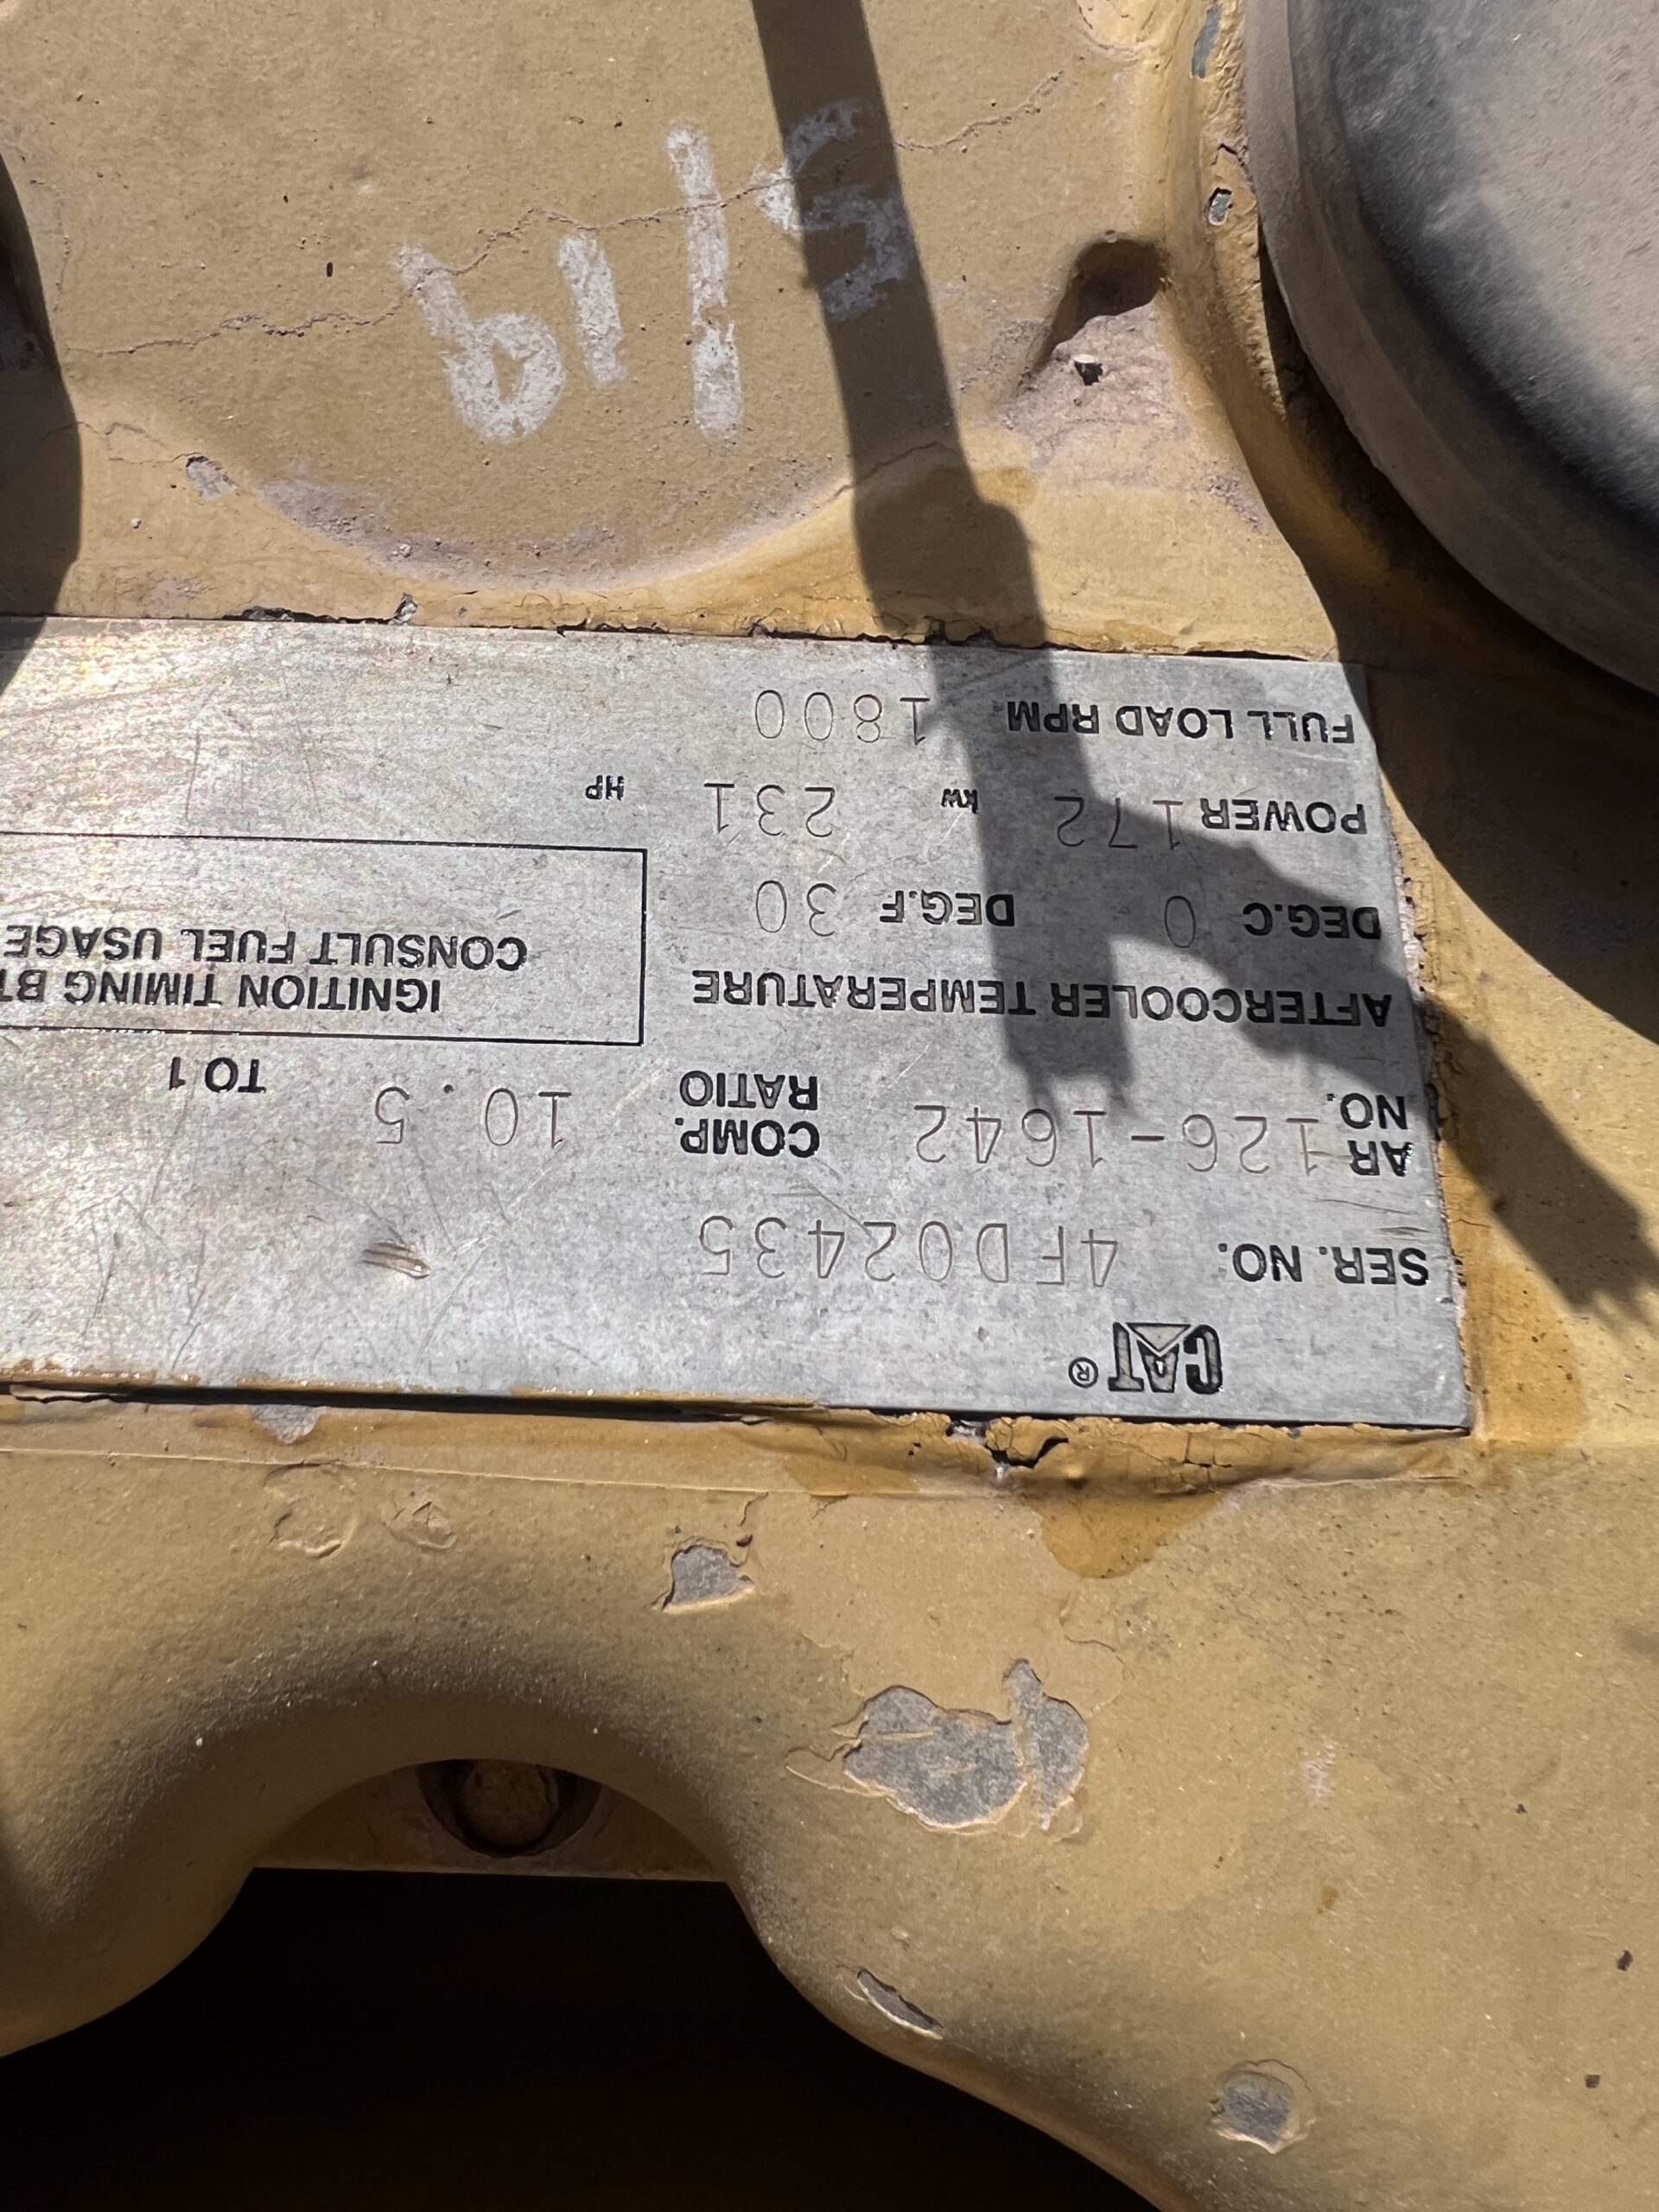 CAT®
SER. NO. 4FD02435
AR NO. 126-1642 COMP. RATIO 10.5 TO 1
AFTERCOOLER TEMPERATURE
DEG.C 0 DEG.F 30
POWER 172 kW 231 HP
FULL LOAD RPM 1800
IGNITION TIMING
CONSULT FUEL USAGE